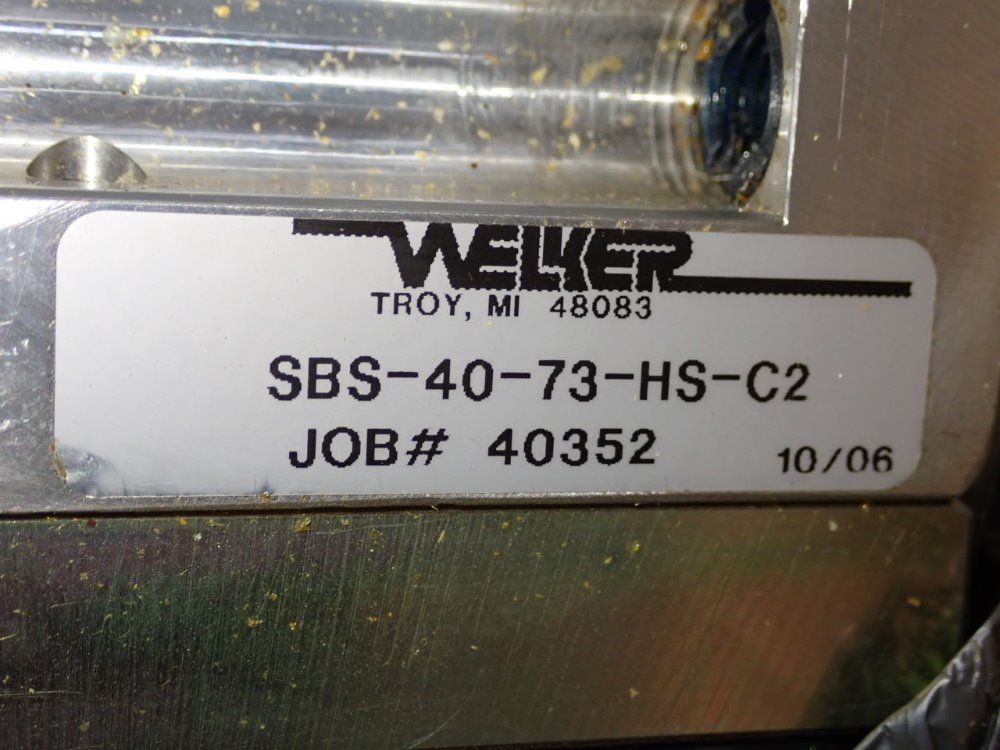 WELKER
TROY, MI 48083
SBS-40-73-HS-C2
JOB# 40352
10/06